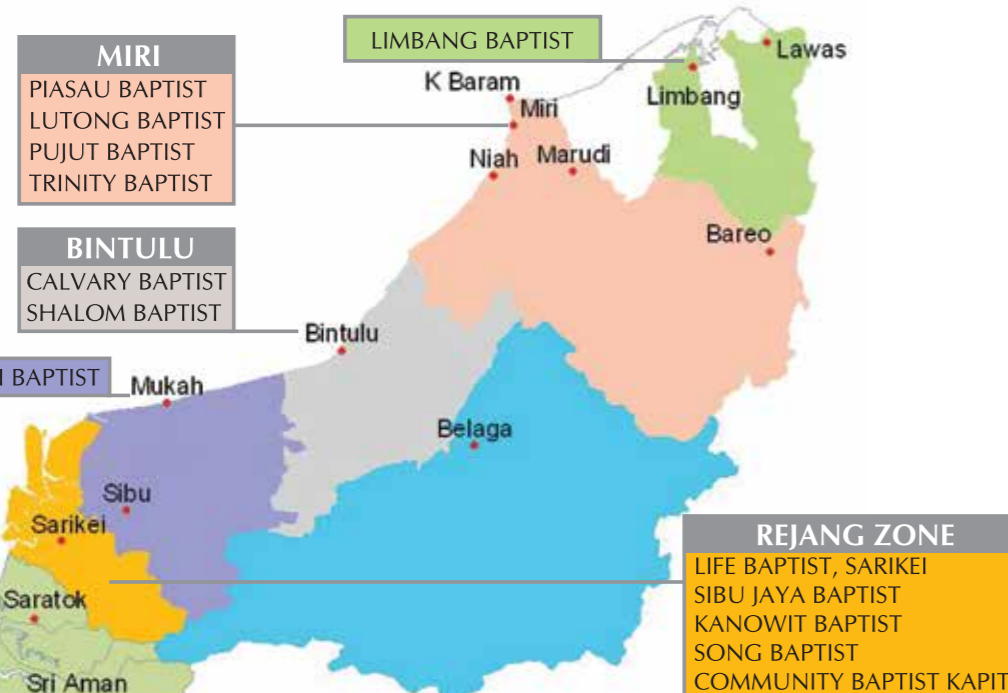 MIRI
PIASAU BAPTIST
LUTONG BAPTIST
PUJUT BAPTIST
TRINITY BAPTIST
LIMBANG BAPTIST
Lawas
K Baram
Limbang
Miri
Niah
Marudi
Bareo
BINTULU
CALVARY BAPTIST
SHALOM BAPTIST
Bintulu
BAPTIST
Mukah
Belaga
Sibu
Sarikei
REJANG ZONE
LIFE BAPTIST, SARIKEI
SIBU JAYA BAPTIST
KANOWIT BAPTIST
SONG BAPTIST
COMMUNITY BAPTIST KAPIT
Saratok
Sri Aman